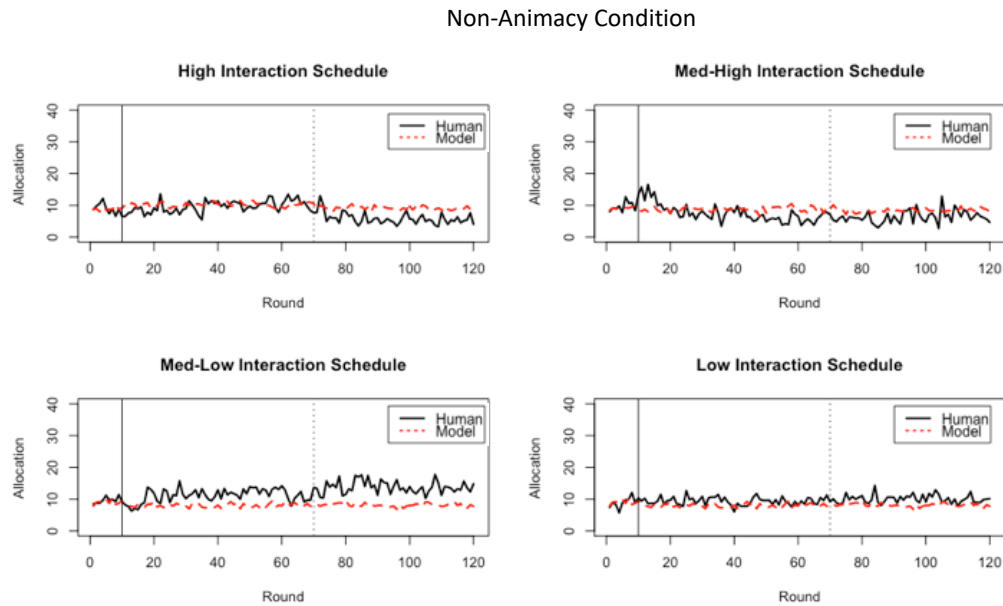 Non-Animacy Condition
High Interaction Schedule
Allocation
40
30
20
10
0
Human
Model
0 20 40 60 80 100 120
Round
Med-High Interaction Schedule
Allocation
40
30
20
10
0
Human
Model
0 20 40 60 80 100 120
Round
Med-Low Interaction Schedule
Allocation
40
30
20
10
0
Human
Model
0 20 40 60 80 100 120
Round
Low Interaction Schedule
Allocation
40
30
20
10
0
Human
Model
0 20 40 60 80 100 120
Round